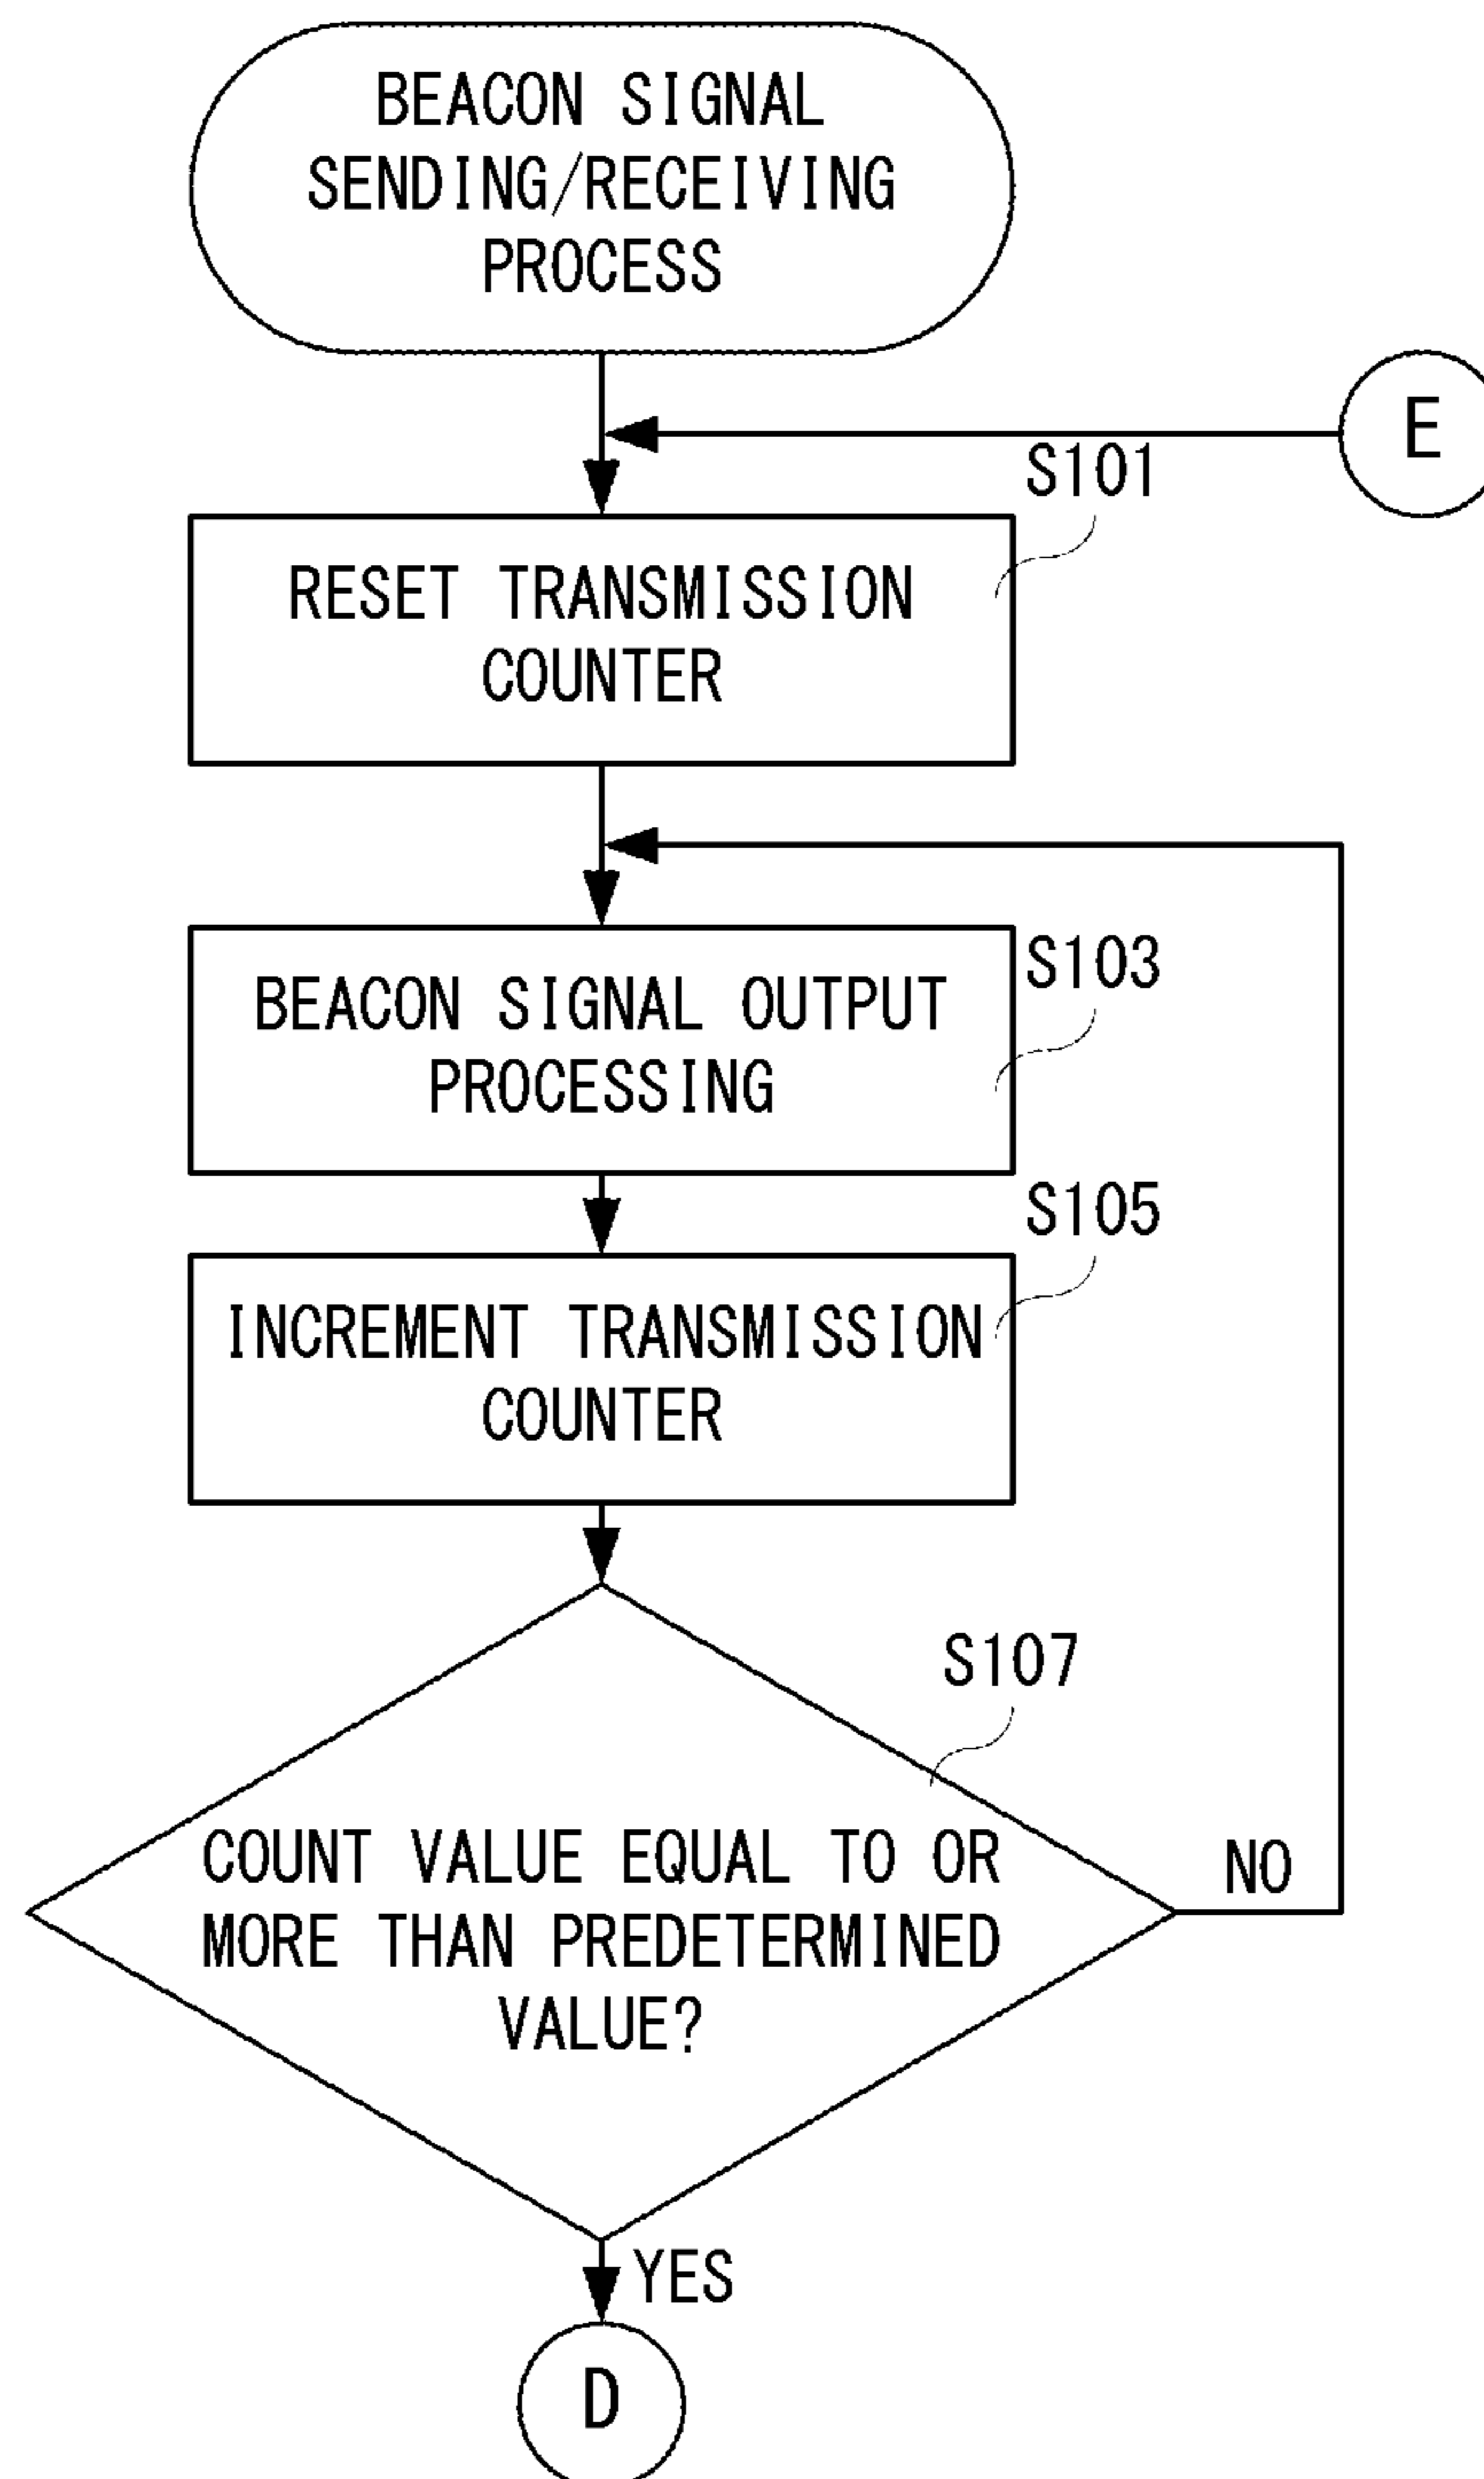 BEACON SIGNAL
SENDING/RECEIVING
PROCESS
E
S101
RESET TRANSMISSION
COUNTER
S103
BEACON SIGNAL OUTPUT
PROCESSING
S105
INCREMENT TRANSMISSION
COUNTER
S107
COUNT VALUE EQUAL TO OR
MORE THAN PREDETERMINED
VALUE?
NO
YES
D